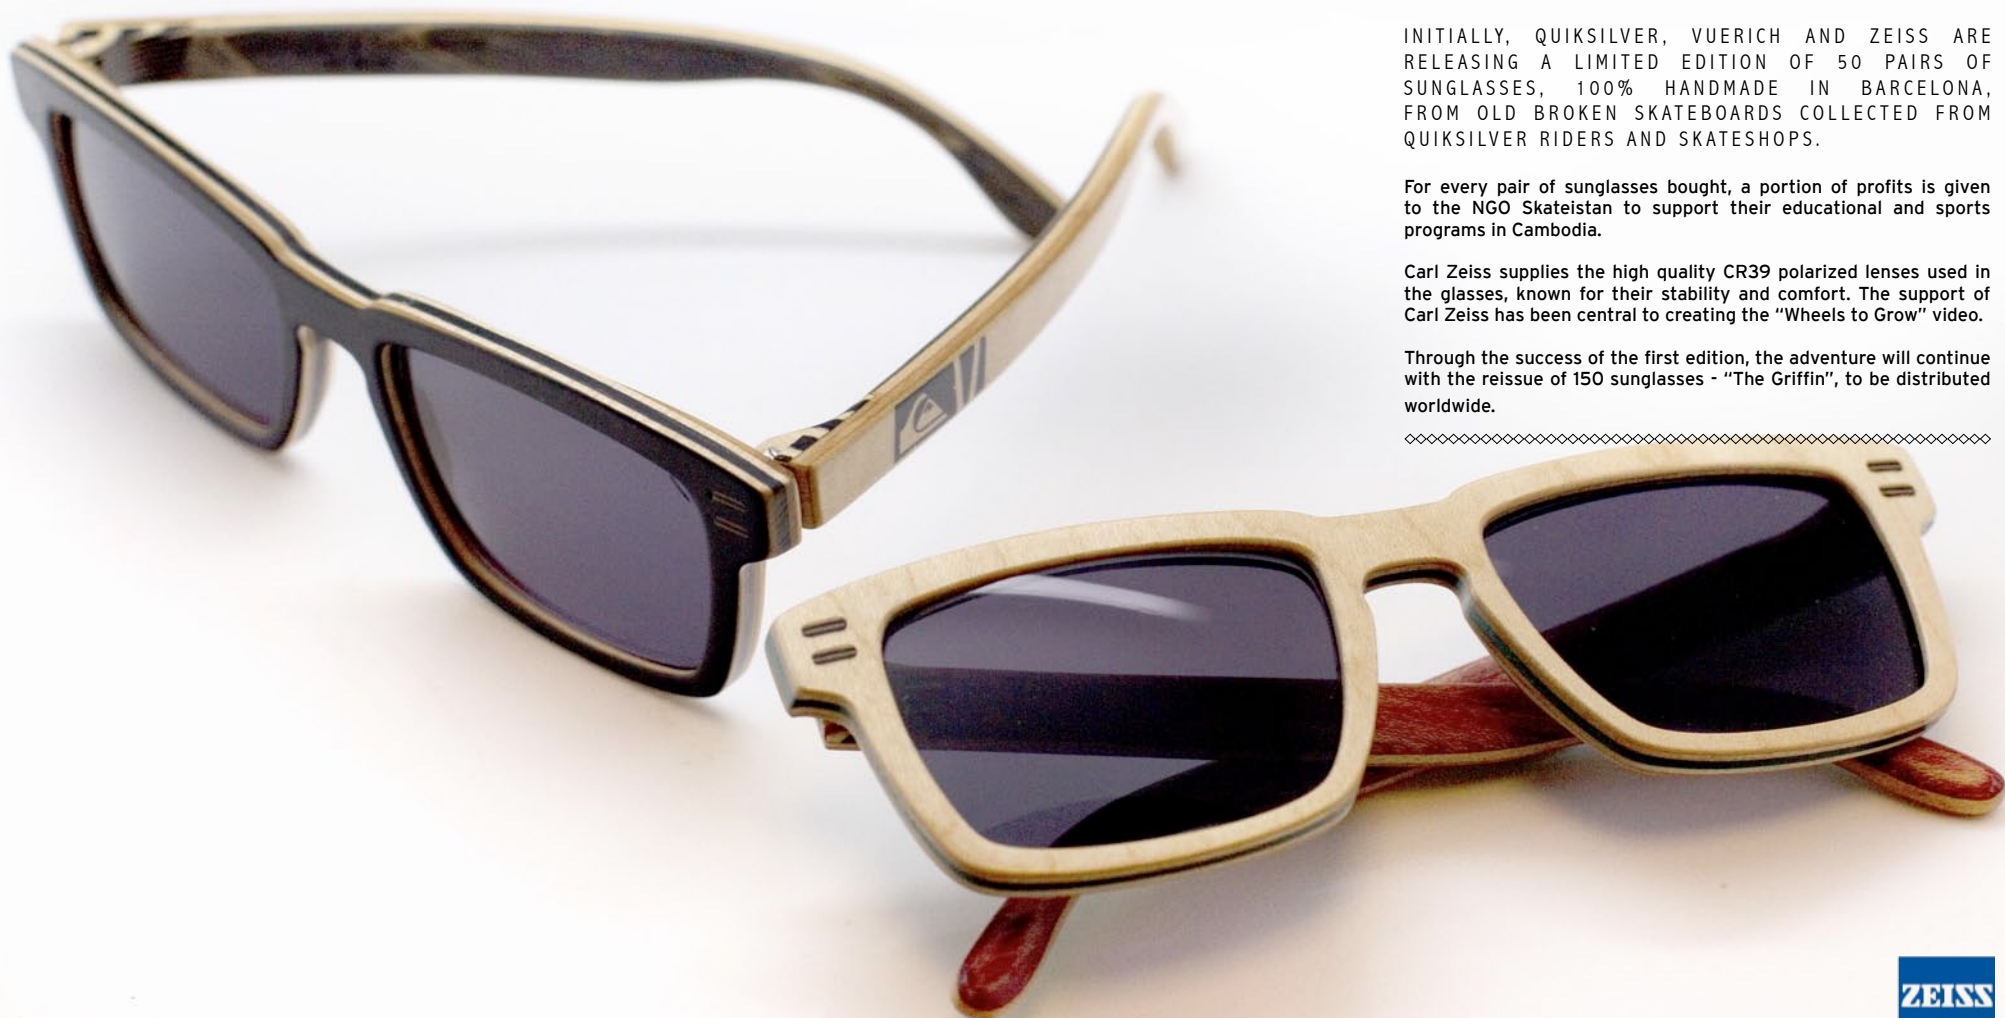 INITIALLY, QUIKSILVER, VUERICH AND ZEISS ARE
RELEASING A LIMITED EDITION OF 50 PAIRS OF
SUNGLASSES, 100% HANDMADE IN BARCELONA,
FROM OLD BROKEN SKATEBOARDS COLLECTED FROM
QUIKSILVER RIDERS AND SKATESHOPS.
For every pair of sunglasses bought, a portion of profits is given
to the NGO Skateistan to support their educational and sports
programs in Cambodia.
Carl Zeiss supplies the high quality CR39 polarized lenses used in
the glasses, known for their stability and comfort. The support of
Carl Zeiss has been central to creating the “Wheels to Grow” video.
Through the success of the first edition, the adventure will continue
with the reissue of 150 sunglasses - “The Griffin”, to be distributed
worldwide.
ZEISS